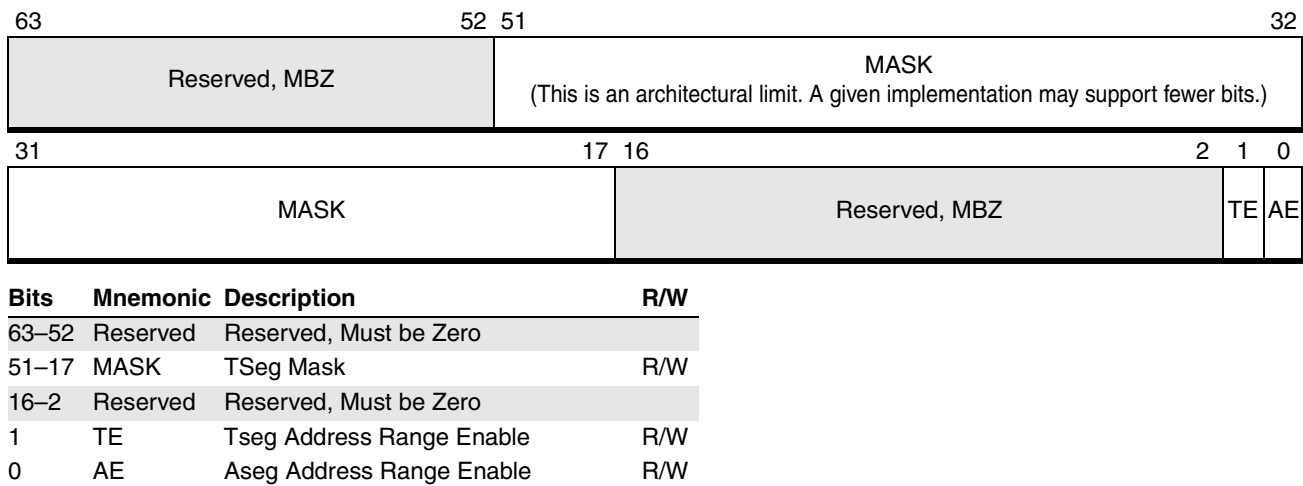 63 52 51 32
Reserved, MBZ MASK
(This is an architectural limit. A given implementation may support fewer bits.)
31 17 16 2 1 0
MASK Reserved, MBZ TE AE
Bits Mnemonic Description R/W
63–52 Reserved Reserved, Must be Zero
51–17 MASK TSeg Mask R/W
16–2 Reserved Reserved, Must be Zero
1 TE Tseg Address Range Enable R/W
0 AE Aseg Address Range Enable R/W